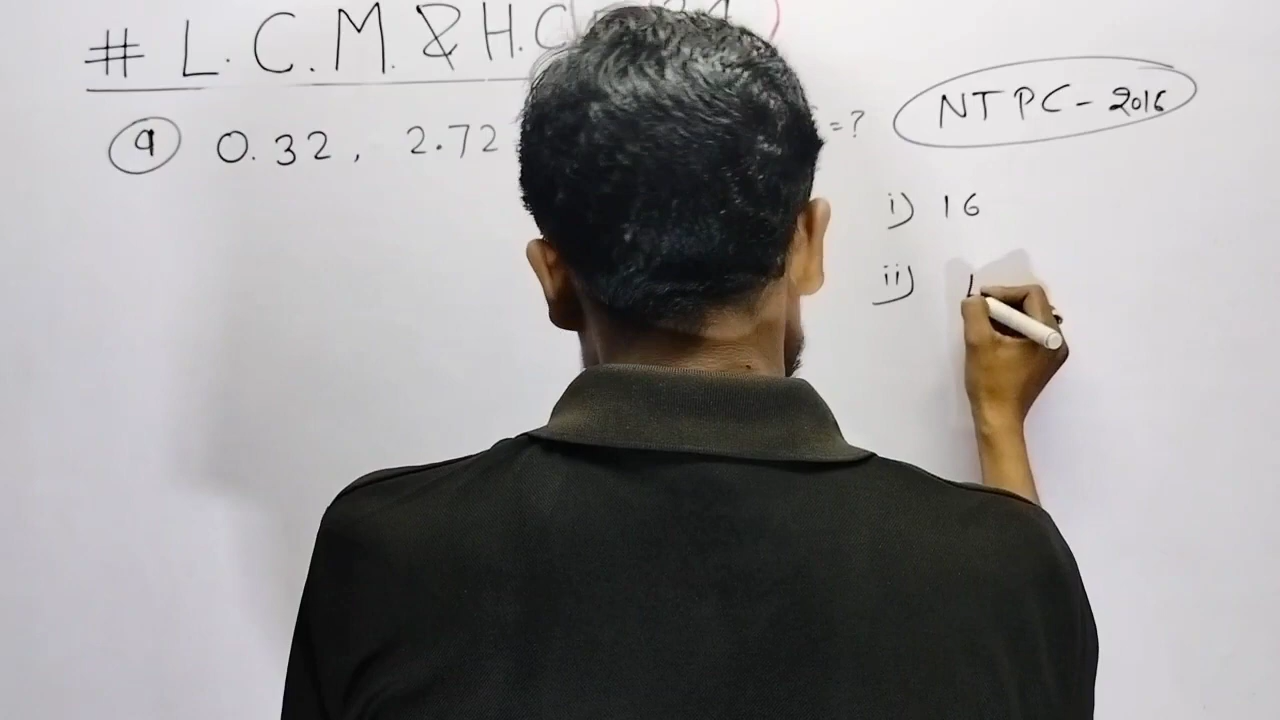 # L.C.M. & H.C
NTPC-2016
9 0.32, 2.72 =?
i) 16
ii)